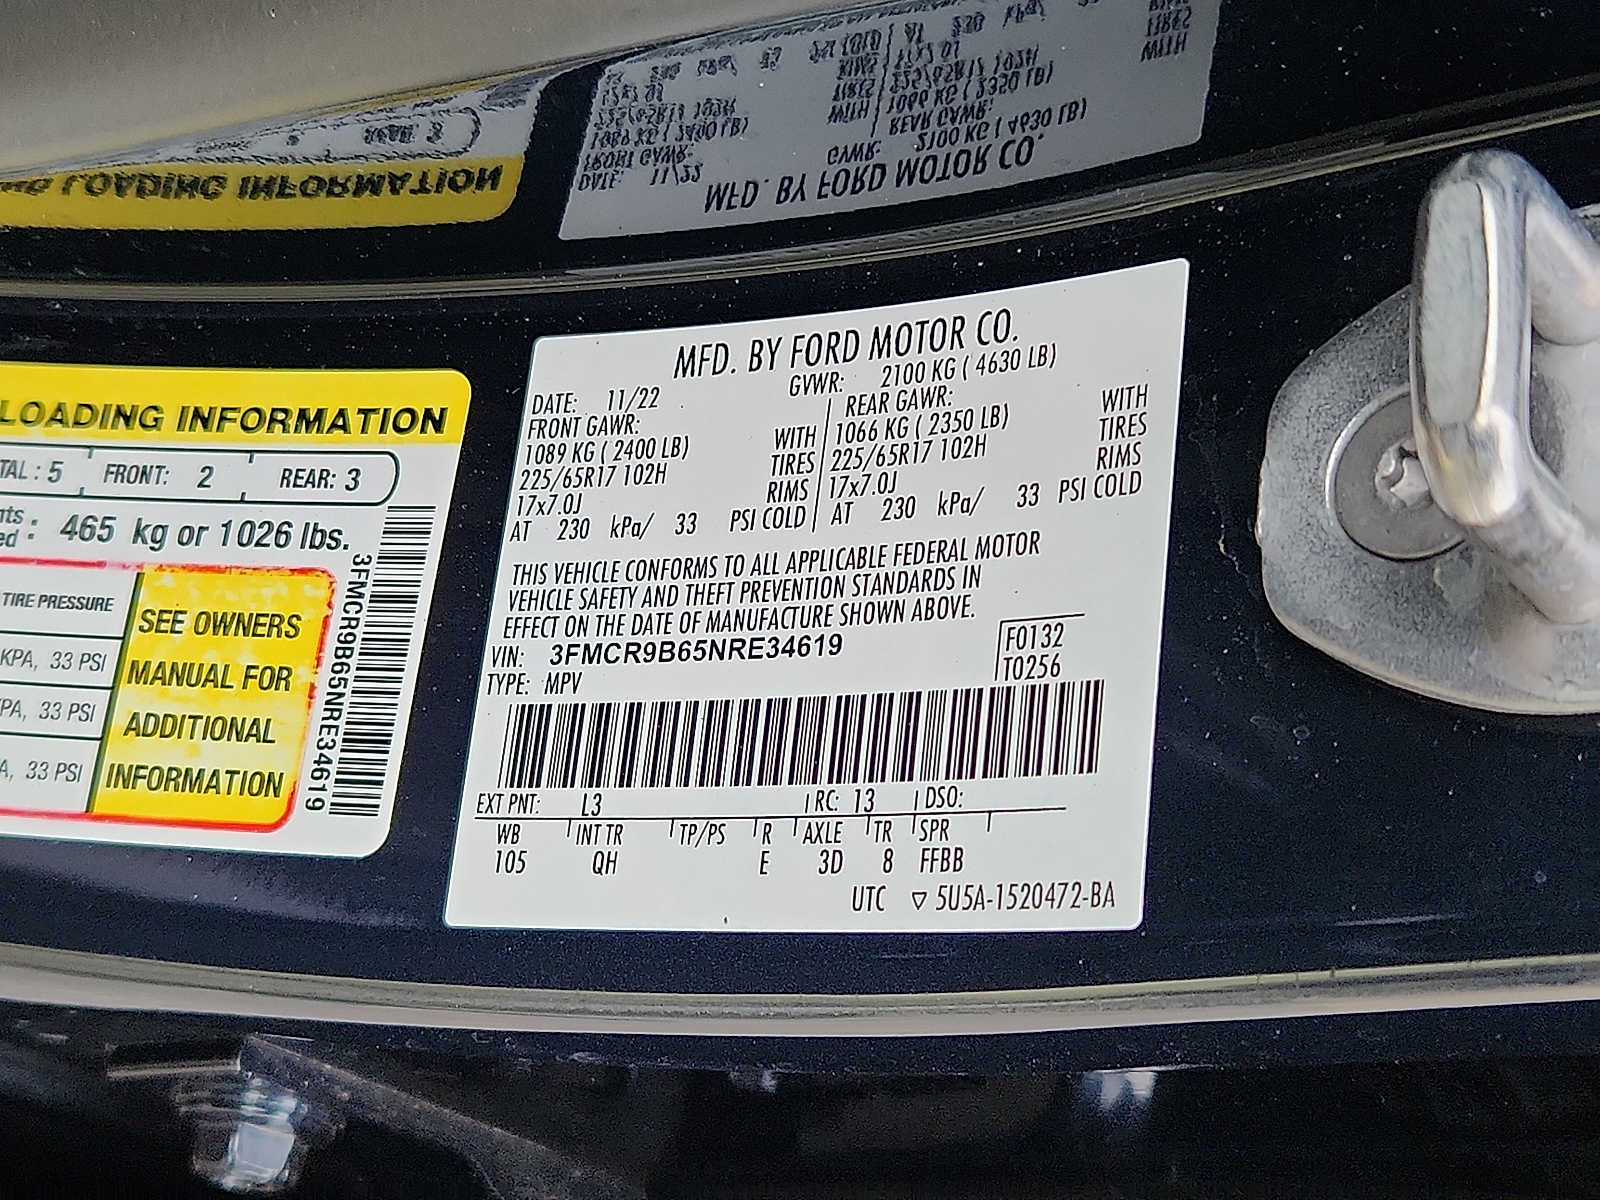 MFD. BY FORD MOTOR CO.
DATE: 11/22 GVWR: 2100 KG ( 4630 LB)
FRONT GAWR: REAR GAWR:
1089 KG ( 2400 LB) WITH 1066 KG ( 2350 LB) WITH
225/65R17 102H TIRES 225/65R17 102H TIRES
17x7.0J RIMS 17x7.0J RIMS
AT 230 kPa/ 33 PSI COLD AT 230 kPa/ 33 PSI COLD
THIS VEHICLE CONFORMS TO ALL APPLICABLE FEDERAL MOTOR
VEHICLE SAFETY AND THEFT PREVENTION STANDARDS IN
EFFECT ON THE DATE OF MANUFACTURE SHOWN ABOVE.
VIN: 3FMCR9B65NRE34619 F0132
TYPE: MPV T0256
EXT PNT: L3 RC: 13 DSO:
WB INT TR TP/PS R AXLE TR SPR
105 QH E 3D 8 FFBB
UTC ▽ 5U5A-1520472-BA
LOADING INFORMATION
TAL : 5 FRONT: 2 REAR: 3
nts
ed : 465 kg or 1026 lbs.
TIRE PRESSURE
KPA, 33 PSI
PA, 33 PSI
A, 33 PSI
SEE OWNERS
MANUAL FOR
ADDITIONAL
INFORMATION
3FMCR9B65NRE34619